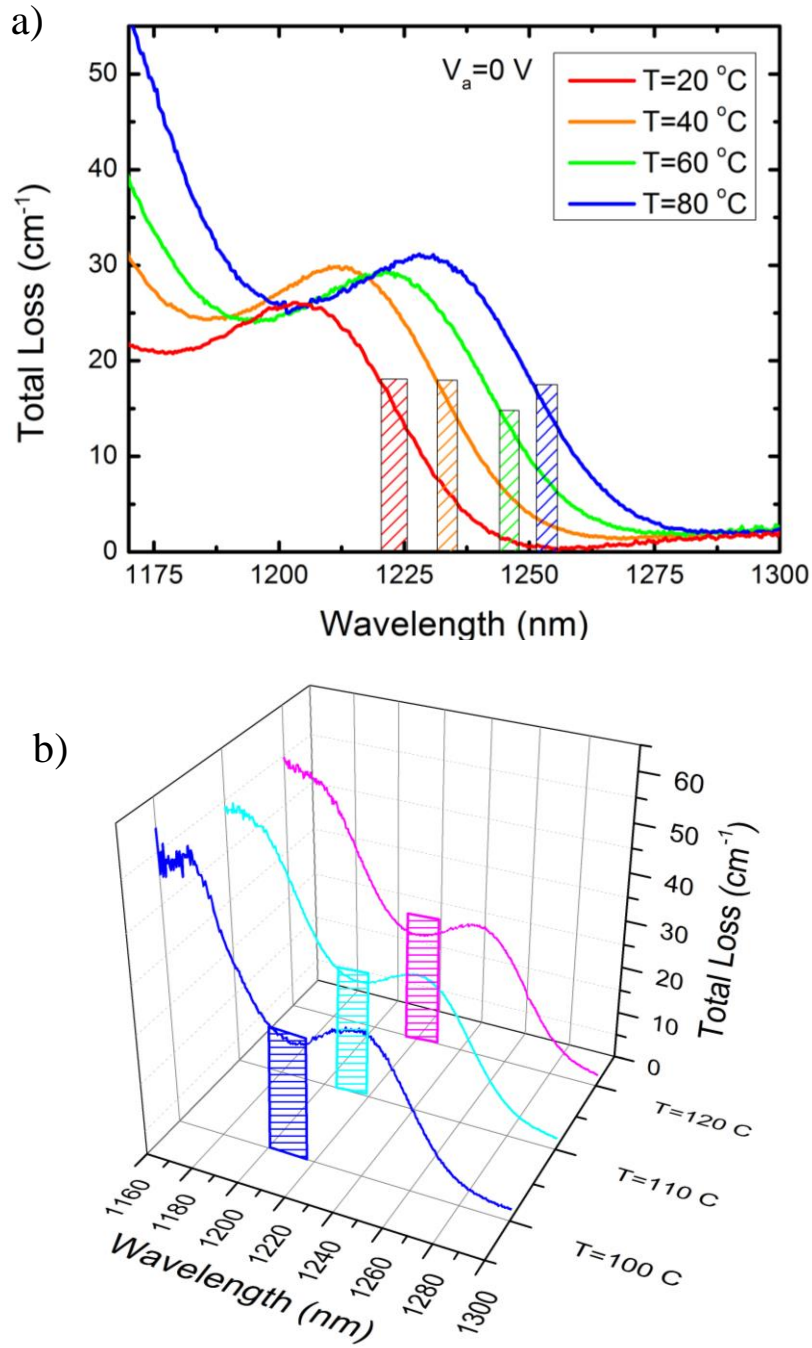 a)
V_a=0 V
T=20 °C
T=40 °C
T=60 °C
T=80 °C
50
40
30
20
10
0
Total Loss (cm⁻¹)
1175 1200 1225 1250 1275 1300
Wavelength (nm)
b)
60
50
40
30
20
10
0
Total Loss (cm⁻¹)
T=120 C
T=110 C
T=100 C
1160 1180 1200 1220 1240 1260 1280 1300
Wavelength (nm)